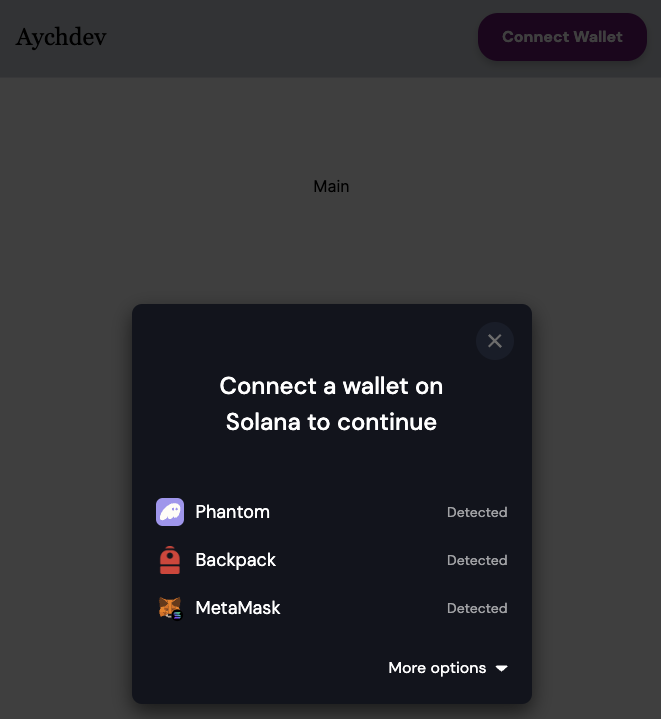 Aychdev
Connect Wallet
Main
Connect a wallet on
Solana to continue
Phantom Detected
Backpack Detected
MetaMask Detected
More options